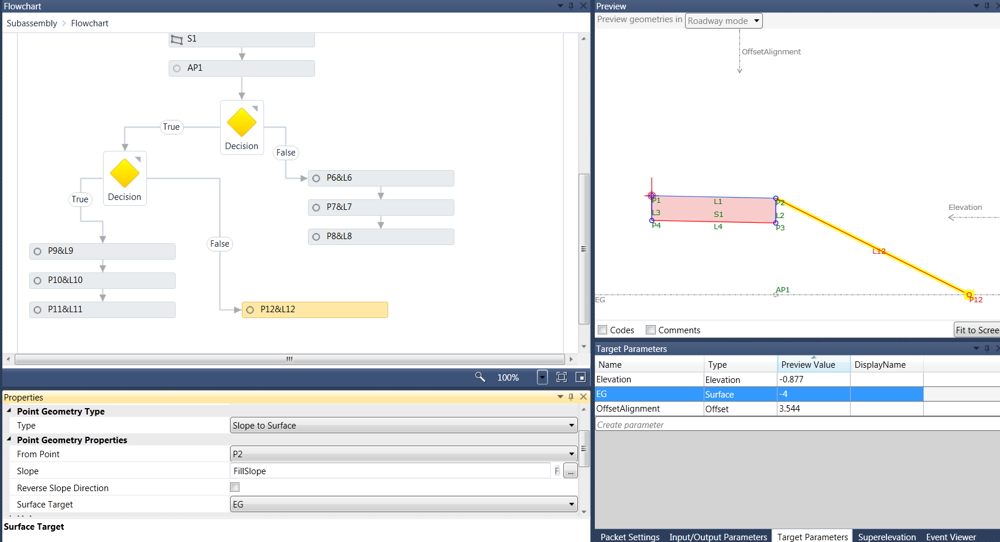 Flowchart
Subassembly > Flowchart
S1
AP1
Decision
True
False
Decision
True
False
P6&L6
P7&L7
P8&L8
P9&L9
P10&L10
P11&L11
P12&L12
100%
Properties
Point Geometry Type
Type Slope to Surface
Point Geometry Properties
From Point P2
Slope FillSlope F ...
Reverse Slope Direction
Surface Target EG
Surface Target
Preview
Preview geometries in Roadway mode
OffsetAlignment
Elevation
P1 L1 P2
L3 S1 L2
P4 L4 P3
L12
AP1
EG
P12
Codes Comments Fit to Scree
Target Parameters
Name Type Preview Value DisplayName
Elevation Elevation -0.877
EG Surface -4
OffsetAlignment Offset 3.544
Create parameter
Packet Settings Input/Output Parameters Target Parameters Superelevation Event Viewer